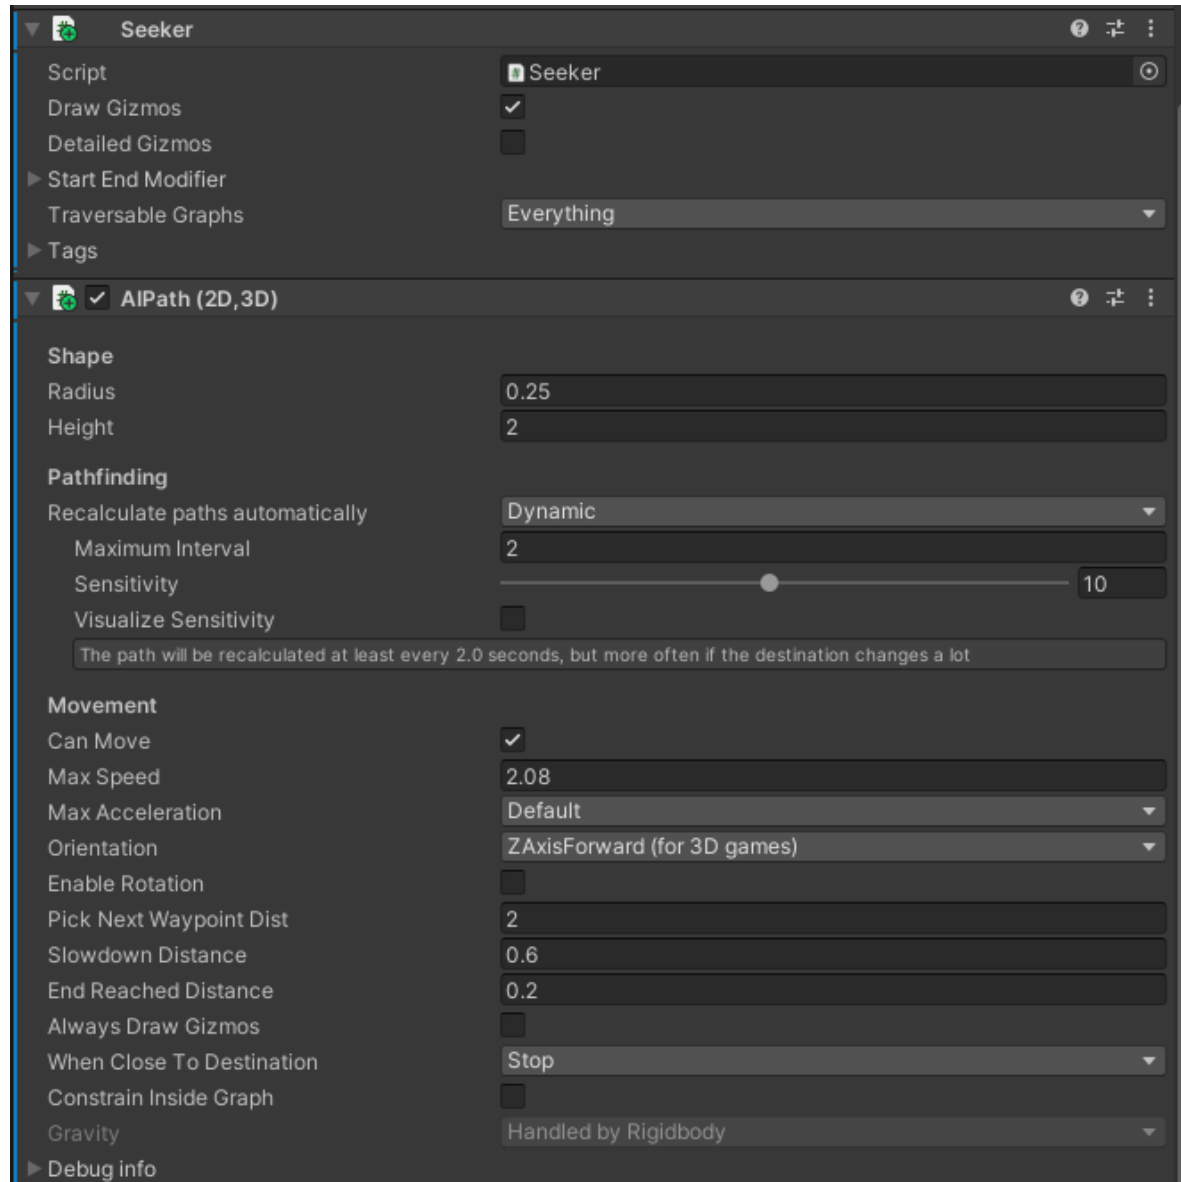 Seeker
Script Seeker
Draw Gizmos
Detailed Gizmos
Start End Modifier
Traversable Graphs Everything
Tags
AIPath (2D,3D)
Shape
Radius 0.25
Height 2
Pathfinding
Recalculate paths automatically Dynamic
Maximum Interval 2
Sensitivity 10
Visualize Sensitivity
The path will be recalculated at least every 2.0 seconds, but more often if the destination changes a lot
Movement
Can Move
Max Speed 2.08
Max Acceleration Default
Orientation ZAxisForward (for 3D games)
Enable Rotation
Pick Next Waypoint Dist 2
Slowdown Distance 0.6
End Reached Distance 0.2
Always Draw Gizmos
When Close To Destination Stop
Constrain Inside Graph
Gravity Handled by Rigidbody
Debug info